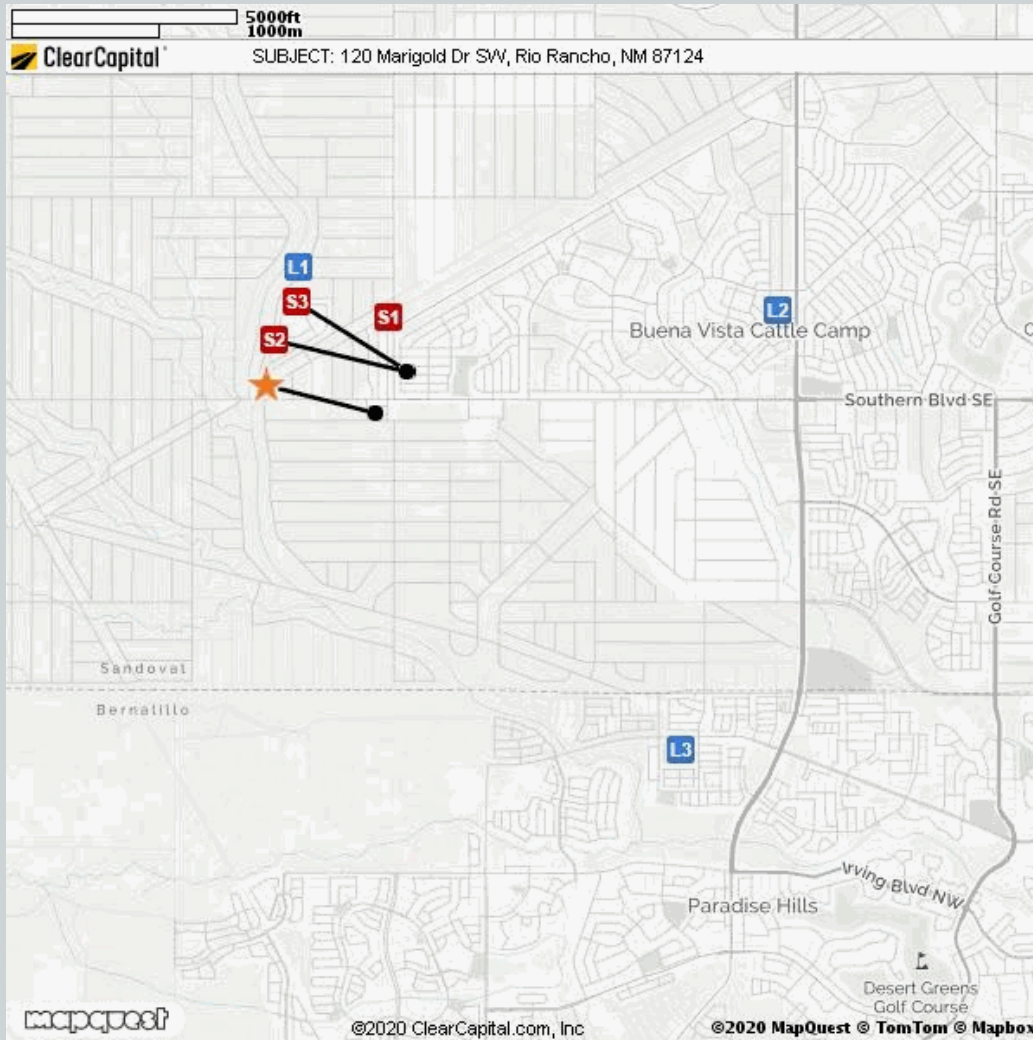 5000ft
1000m
ClearCapital
SUBJECT: 120 Marigold Dr SW, Rio Rancho, NM 87124
L1
S3
S1
L2
Buena Vista Cattle Camp
S2
Southern Blvd SE
Golf Course Rd SE
Sandoval
Bernalillo
L3
Irving Blvd NW
Paradise Hills
Desert Greens
Golf Course
mapquest
©2020 ClearCapital.com, Inc
©2020 MapQuest © TomTom © Mapbox